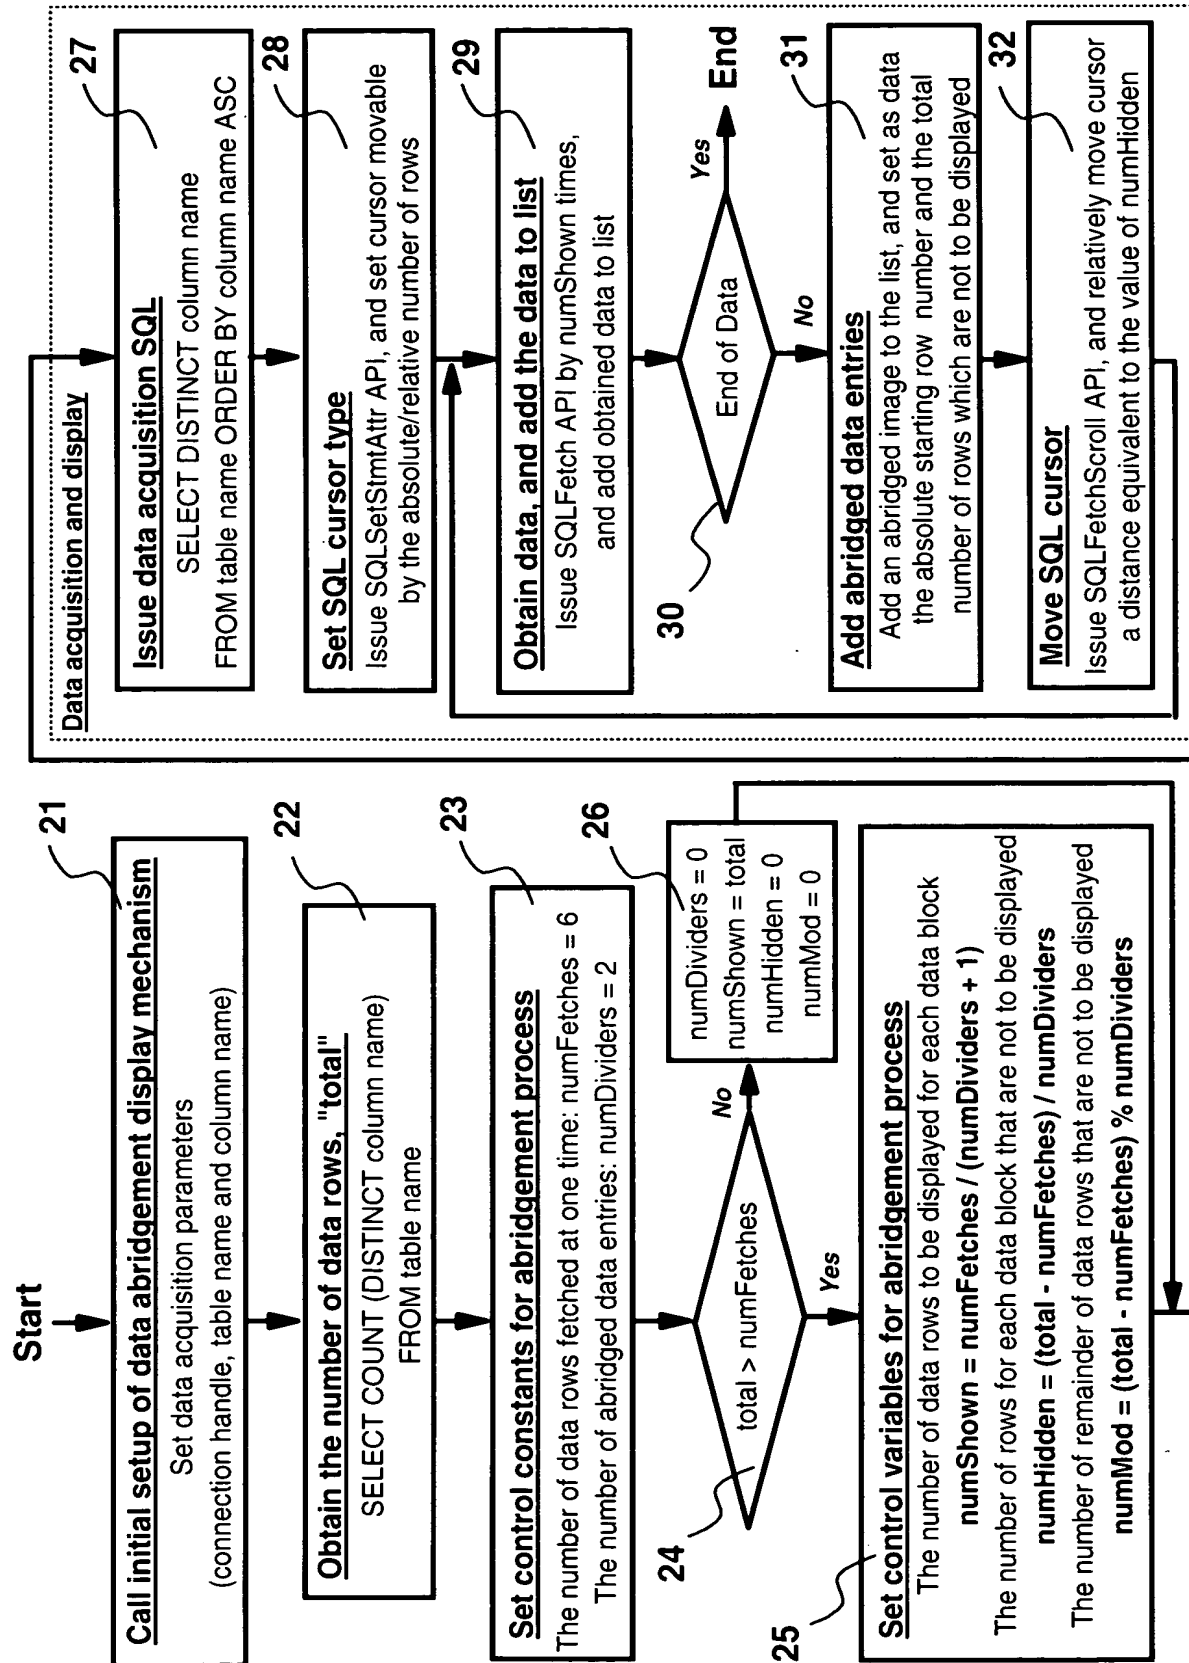 Start
21
Call initial setup of data abridgement display mechanism
Set data acquisition parameters
(connection handle, table name and column name)
22
Obtain the number of data rows, "total"
SELECT COUNT (DISTINCT column name)
FROM table name
23
Set control constants for abridgement process
The number of data rows fetched at one time: numFetches = 6
The number of abridged data entries: numDividers = 2
24
total > numFetches
No
Yes
26
numDividers = 0
numShown = total
numHidden = 0
numMod = 0
25
Set control variables for abridgement process
The number of data rows to be displayed for each data block
numShown = numFetches / (numDividers + 1)
The number of rows for each data block that are not to be displayed
numHidden = (total - numFetches) / numDividers
The number of remainder of data rows that are not to be displayed
numMod = (total - numFetches) % numDividers
Data acquisition and display
27
Issue data acquisition SQL
SELECT DISTINCT column name
FROM table name ORDER BY column name ASC
28
Set SQL cursor type
Issue SQLSetStmtAttr API, and set cursor movable
by the absolute/relative number of rows
29
Obtain data, and add the data to list
Issue SQLFetch API by numShown times,
and add obtained data to list
30
End of Data
Yes
End
No
31
Add abridged data entries
Add an abridged image to the list, and set as data
the absolute starting row number and the total
number of rows which are not to be displayed
32
Move SQL cursor
Issue SQLFetchScroll API, and relatively move cursor
a distance equivalent to the value of numHidden